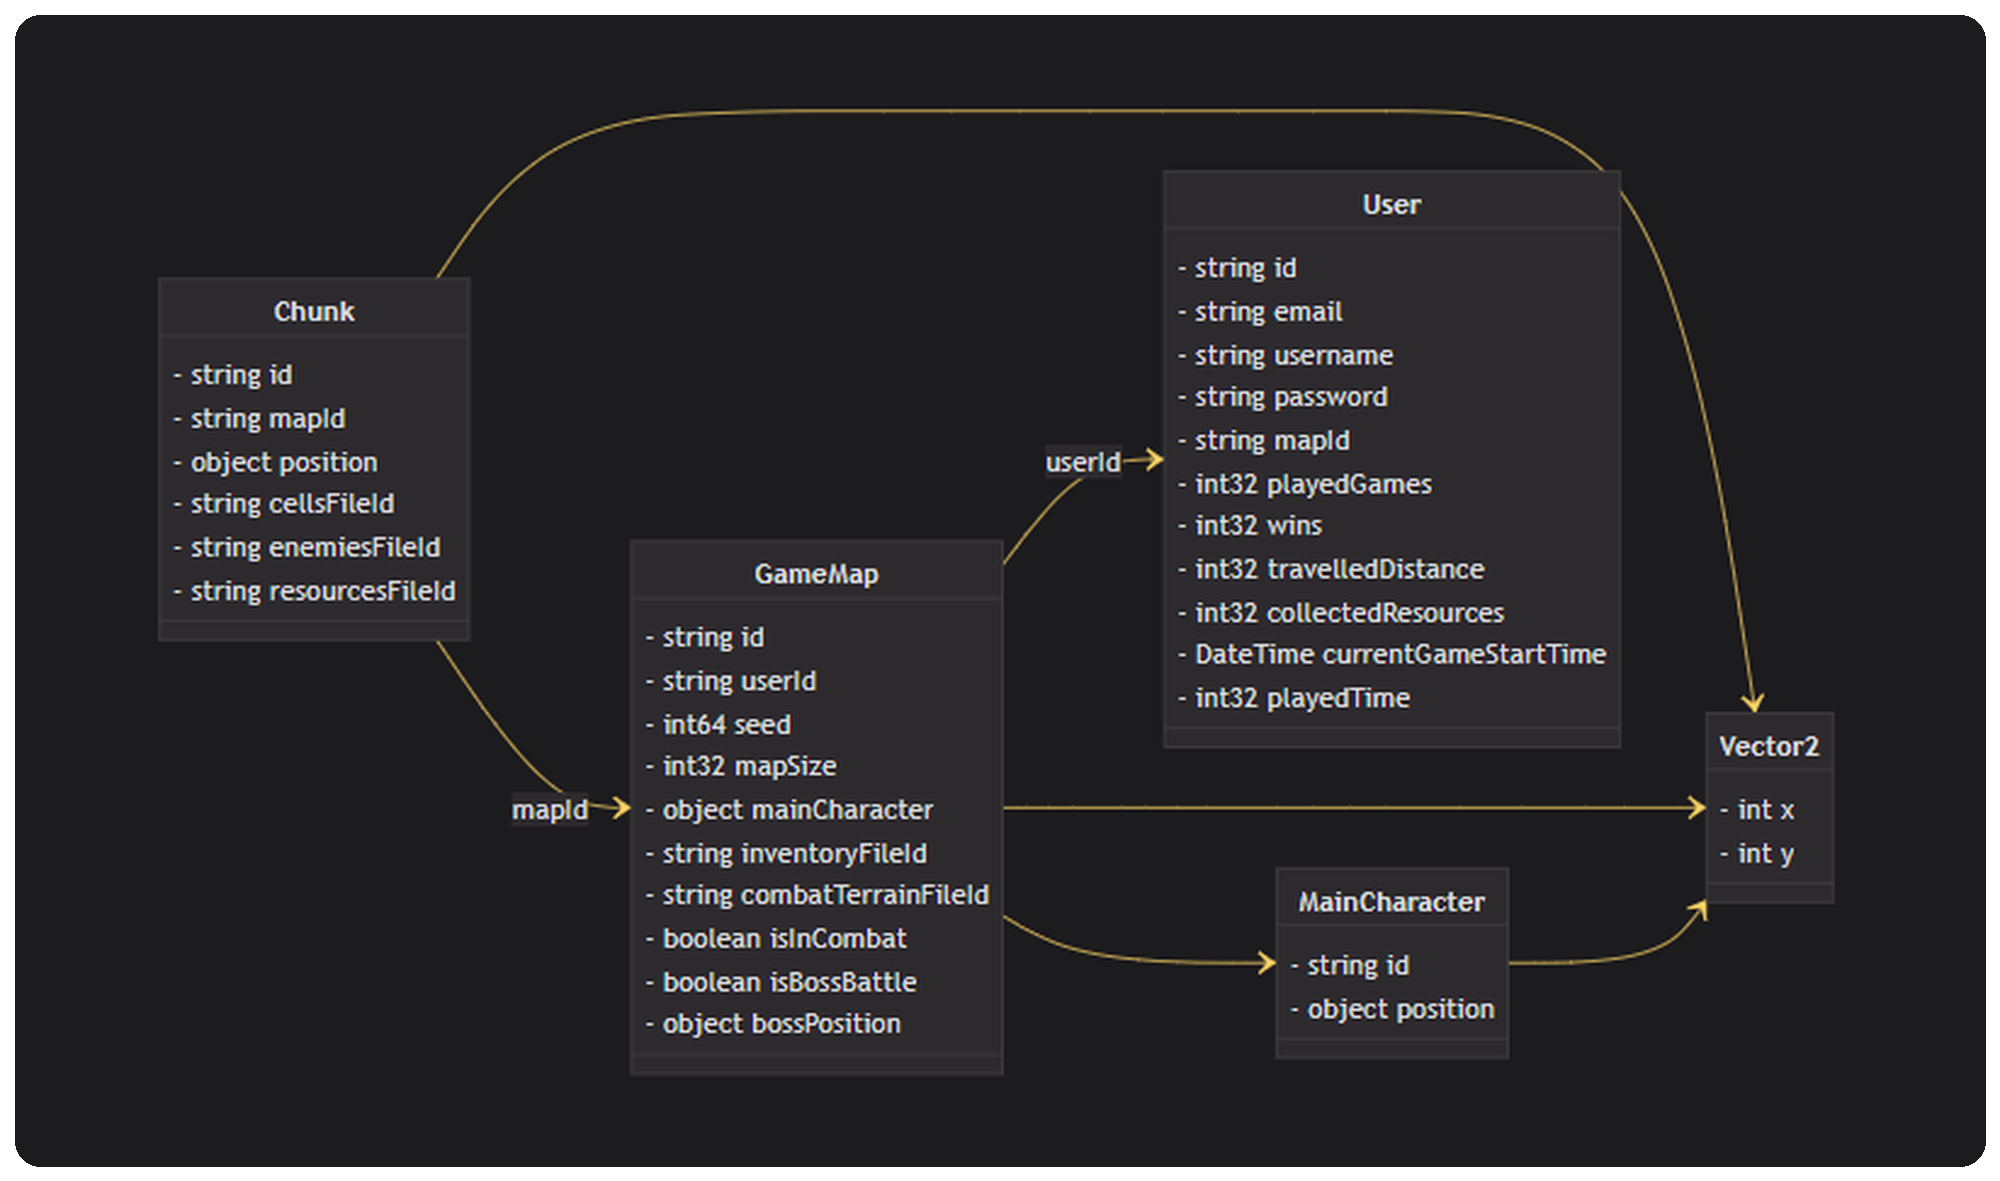 Chunk
- string id
- string mapId
- object position
- string cellsFileId
- string enemiesFileId
- string resourcesFileId
mapId
GameMap
- string id
- string userId
- int64 seed
- int32 mapSize
- object mainCharacter
- string inventoryFileId
- string combatTerrainFileId
- boolean isInCombat
- boolean isBossBattle
- object bossPosition
userId
User
- string id
- string email
- string username
- string password
- string mapId
- int32 playedGames
- int32 wins
- int32 travelledDistance
- int32 collectedResources
- DateTime currentGameStartTime
- int32 playedTime
MainCharacter
- string id
- object position
Vector2
- int x
- int y